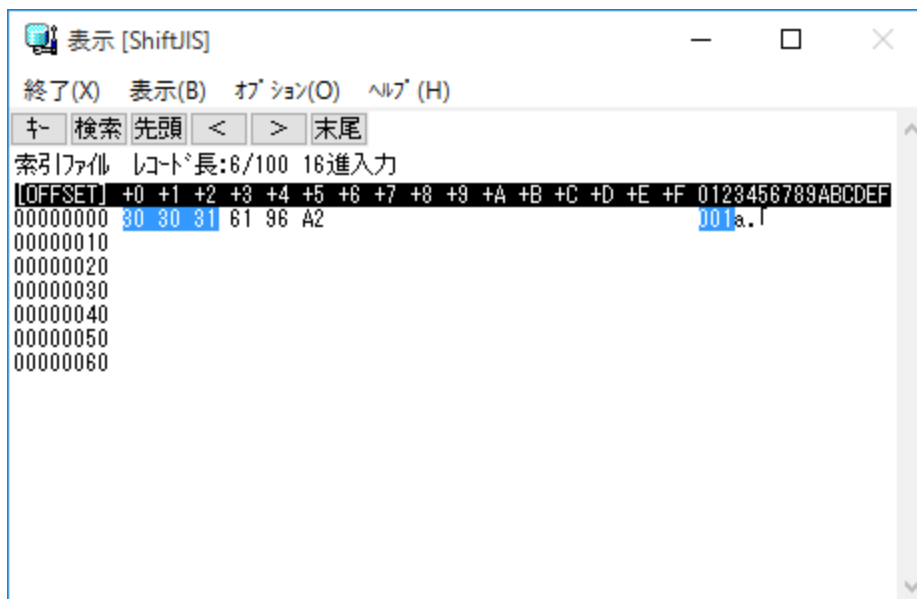 表示 [ShiftJIS]
終了(X) 表示(B) ｵﾌﾟｼｮﾝ(O) ﾍﾙﾌﾟ(H)
ｷｰ 検索 先頭 < > 末尾
索引ﾌｧｲﾙ ﾚｺｰﾄﾞ長:6/100 16進入力
[OFFSET] +0 +1 +2 +3 +4 +5 +6 +7 +8 +9 +A +B +C +D +E +F 0123456789ABCDEF
00000000 30 30 31 61 96 A2 001a.｢
00000010
00000020
00000030
00000040
00000050
00000060